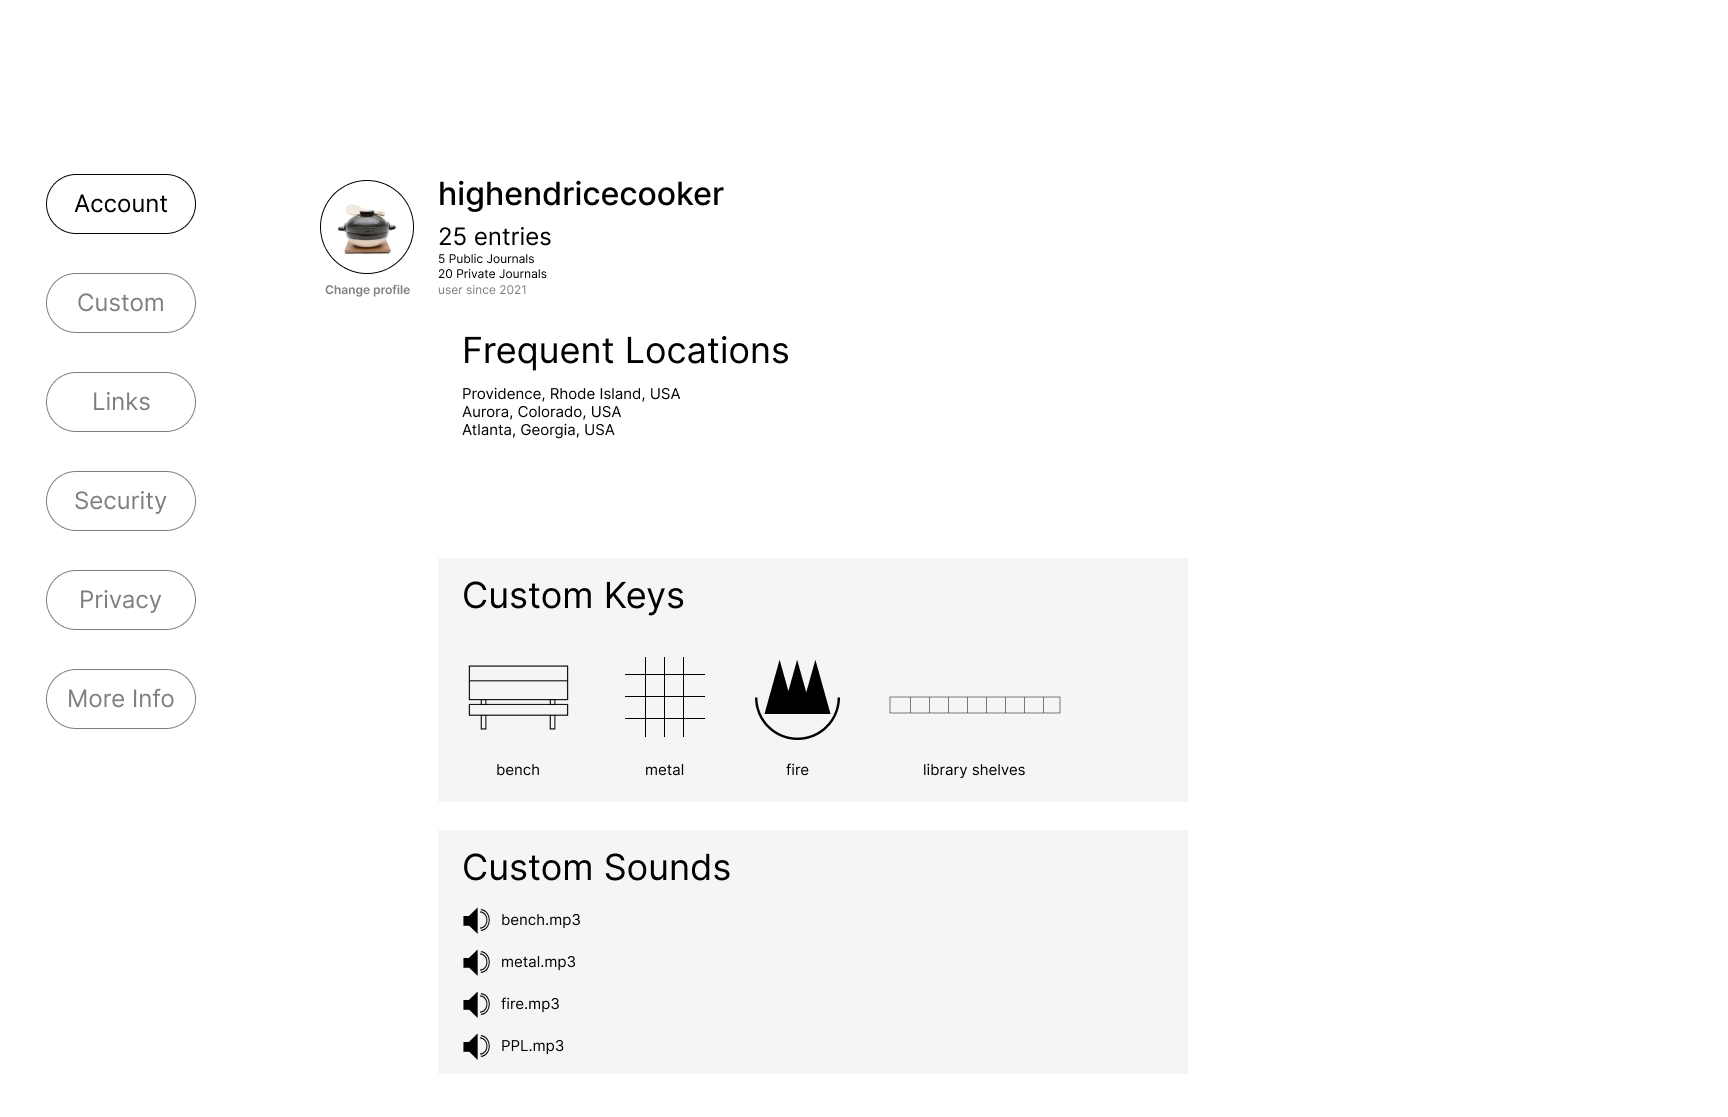 Account
Custom
Links
Security
Privacy
More Info
highendricecooker
25 entries
5 Public Journals
20 Private Journals
Change profile
user since 2021
Frequent Locations
Providence, Rhode Island, USA
Aurora, Colorado, USA
Atlanta, Georgia, USA
Custom Keys
bench
metal
fire
library shelves
Custom Sounds
bench.mp3
metal.mp3
fire.mp3
PPL.mp3